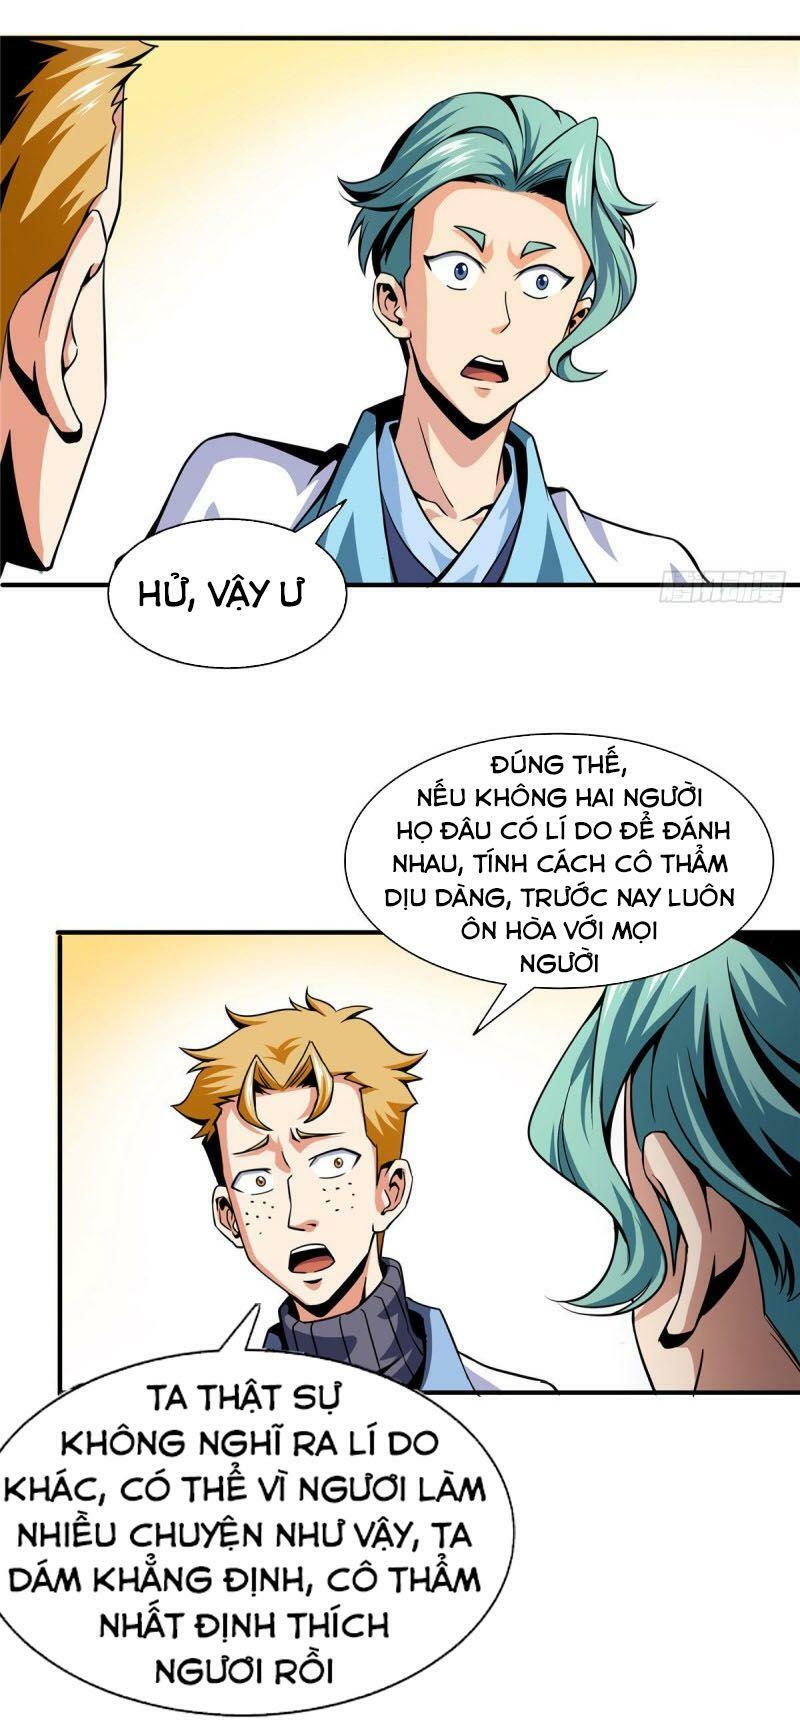 HỬ, VẬY Ư
ĐÚNG THẾ,
NẾU KHÔNG HAI NGƯỜI
HỌ ĐÂU CÓ LÍ DO ĐỂ ĐÁNH
NHAU, TÍNH CÁCH CÔ THẨM
DỊU DÀNG, TRƯỚC NAY LUÔN
ÔN HÒA VỚI MỌI
NGƯỜI
TA THẬT SỰ
KHÔNG NGHĨ RA LÍ DO
KHÁC, CÓ THỂ VÌ NGƯƠI LÀM
NHIỀU CHUYỆN NHƯ VẬY, TA
DÁM KHẲNG ĐỊNH, CÔ THẨM
NHẤT ĐỊNH THÍCH
NGƯƠI RỒI